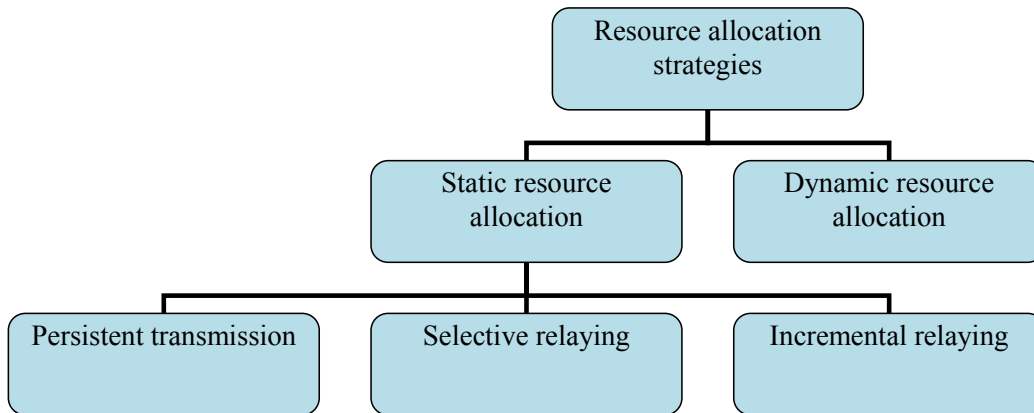 Resource allocation
strategies
Static resource
allocation
Dynamic resource
allocation
Persistent transmission
Selective relaying
Incremental relaying